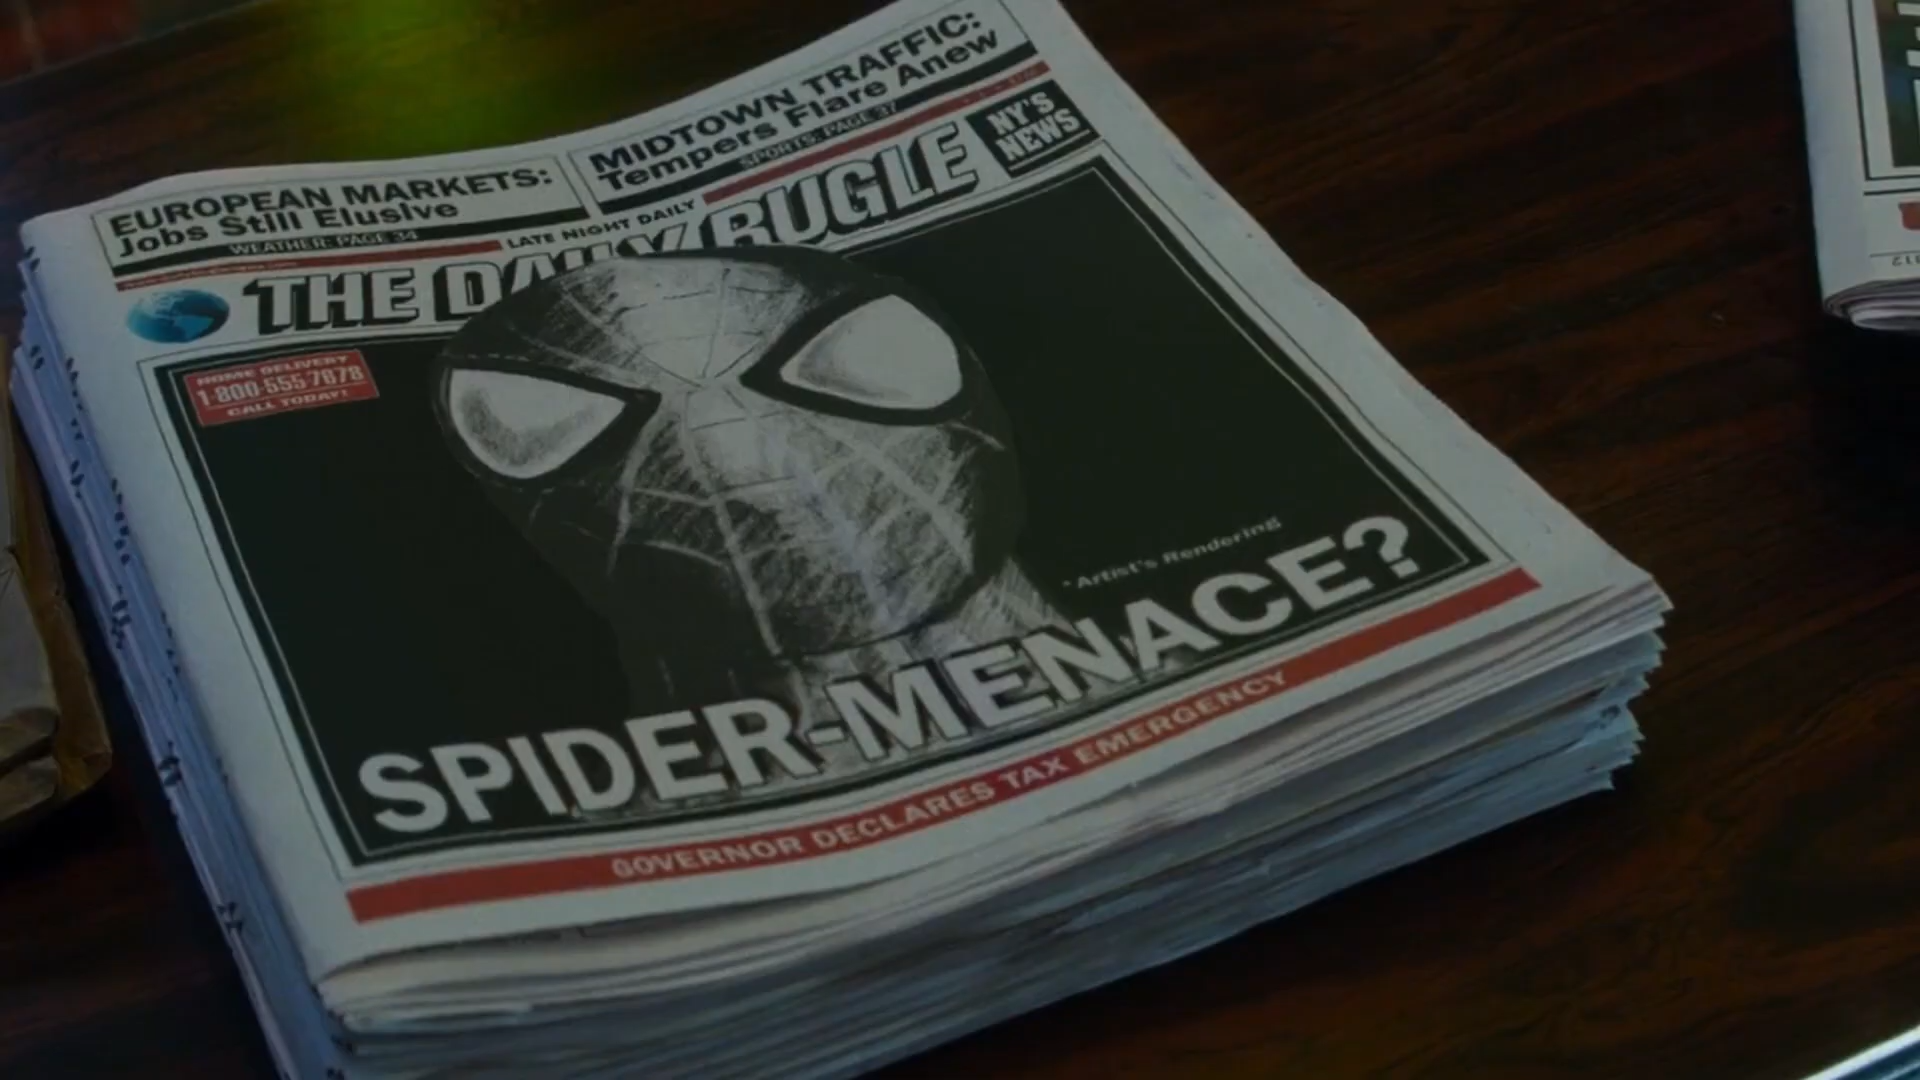 EUROPEAN MARKETS:
Jobs Still Elusive
WEATHER: PAGE 34
MIDTOWN TRAFFIC:
Tempers Flare Anew
SPORTS: PAGE 37
LATE NIGHT DAILY
THE DAILY BUGLE
NY'S
NEWS
HOME DELIVERY
1-800-555-7678
CALL TODAY!
*Artist's Rendering
SPIDER-MENACE?
GOVERNOR DECLARES TAX EMERGENCY